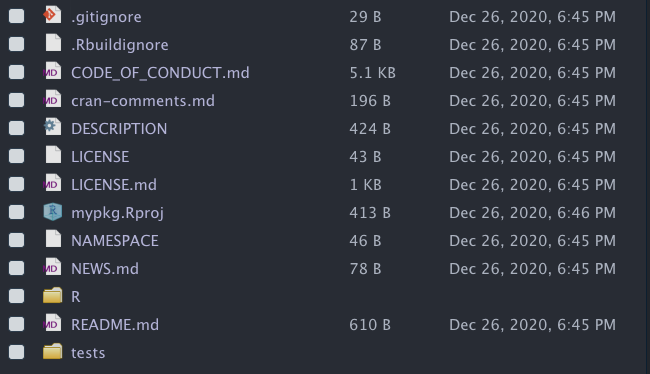 .gitignore 29 B Dec 26, 2020, 6:45 PM
.Rbuildignore 87 B Dec 26, 2020, 6:45 PM
MD CODE_OF_CONDUCT.md 5.1 KB Dec 26, 2020, 6:45 PM
MD cran-comments.md 196 B Dec 26, 2020, 6:45 PM
DESCRIPTION 424 B Dec 26, 2020, 6:45 PM
LICENSE 43 B Dec 26, 2020, 6:45 PM
MD LICENSE.md 1 KB Dec 26, 2020, 6:45 PM
R mypkg.Rproj 413 B Dec 26, 2020, 6:46 PM
NAMESPACE 46 B Dec 26, 2020, 6:45 PM
MD NEWS.md 78 B Dec 26, 2020, 6:45 PM
R
MD README.md 610 B Dec 26, 2020, 6:45 PM
tests